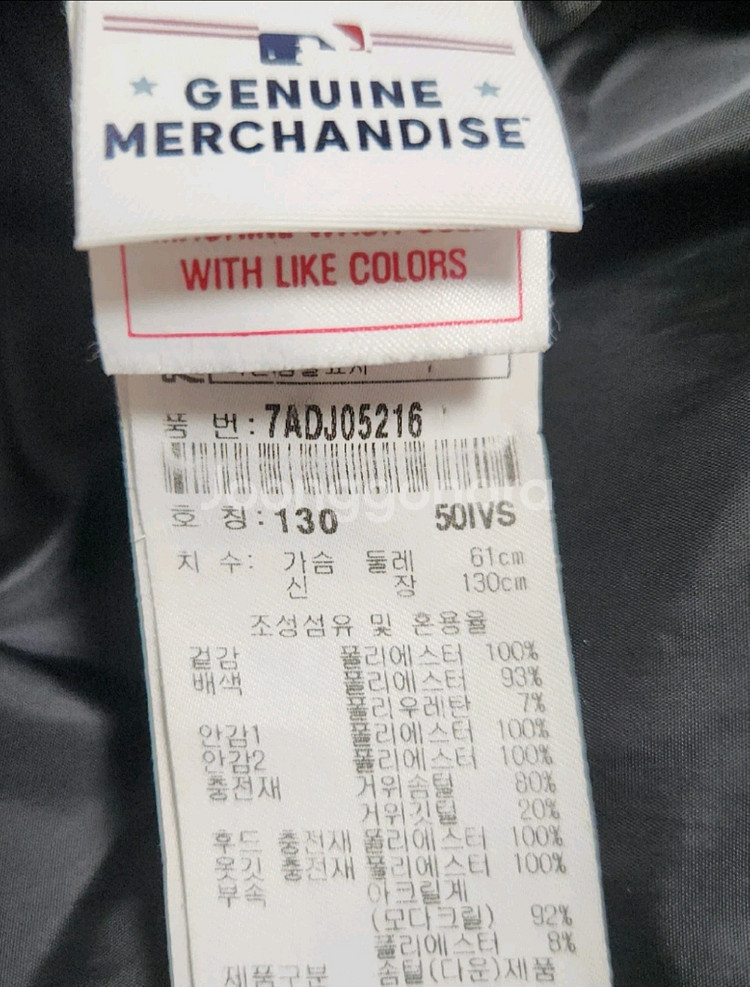 GENUINE
MERCHANDISE™
WITH LIKE COLORS
품 번 : 7ADJ05216
Joonggonara
호 칭 : 130 50IVS
치 수 : 가슴 둘레 61cm
신 장 130cm
조성섬유 및 혼용율
겉감 폴리에스터 100%
배색 폴리에스터 93%
폴리우레탄 7%
안감1 폴리에스터 100%
안감2 폴리에스터 100%
충전재 거위솜털 80%
거위깃털 20%
후드 충전재 폴리에스터 100%
옷깃 충전재 폴리에스터 100%
부속 아크릴계
(모다크릴) 92%
폴리에스터 8%
제품구분 솜털(다운)제품